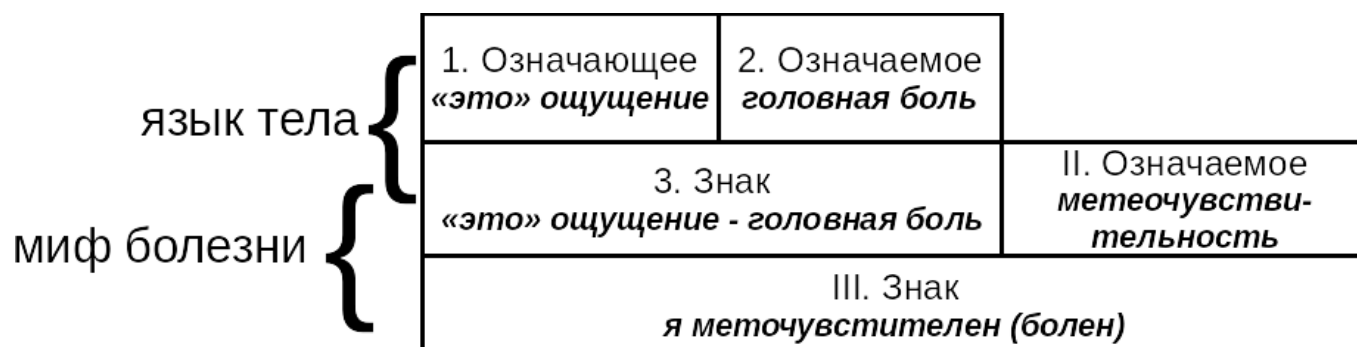 1. Означающее
«это» ощущение
2. Означаемое
головная боль
язык тела
3. Знак
«это» ощущение - головная боль
II. Означаемое
метеочувстви-
тельность
миф болезни
III. Знак
я меточувстителен (болен)